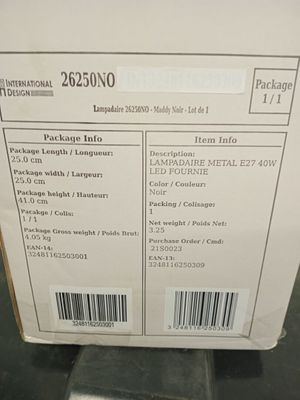 INTERNATIONAL
DESIGN
26250NO
Package
1 / 1
Lampadaire 26250NO - Maddy Noir - Lot de 1
Package Info
Package Length / Longueur:
25.0 cm
Package width / Largeur:
25.0 cm
Package height / Hauteur:
41.0 cm
Pacakge / Colis:
1 / 1
Package Gross weight / Poids Brut:
4.05 kg
EAN-14:
32481162503001
32481162503001
Item Info
Description:
LAMPADAIRE METAL E27 40W
LED FOURNIE
Color / Couleur:
Noir
Packing / Colisage:
1
Net weight / Poids Net:
3.25
Purchase Order / Cmd:
21S0023
EAN-13:
3248116250309
3 248116 250309